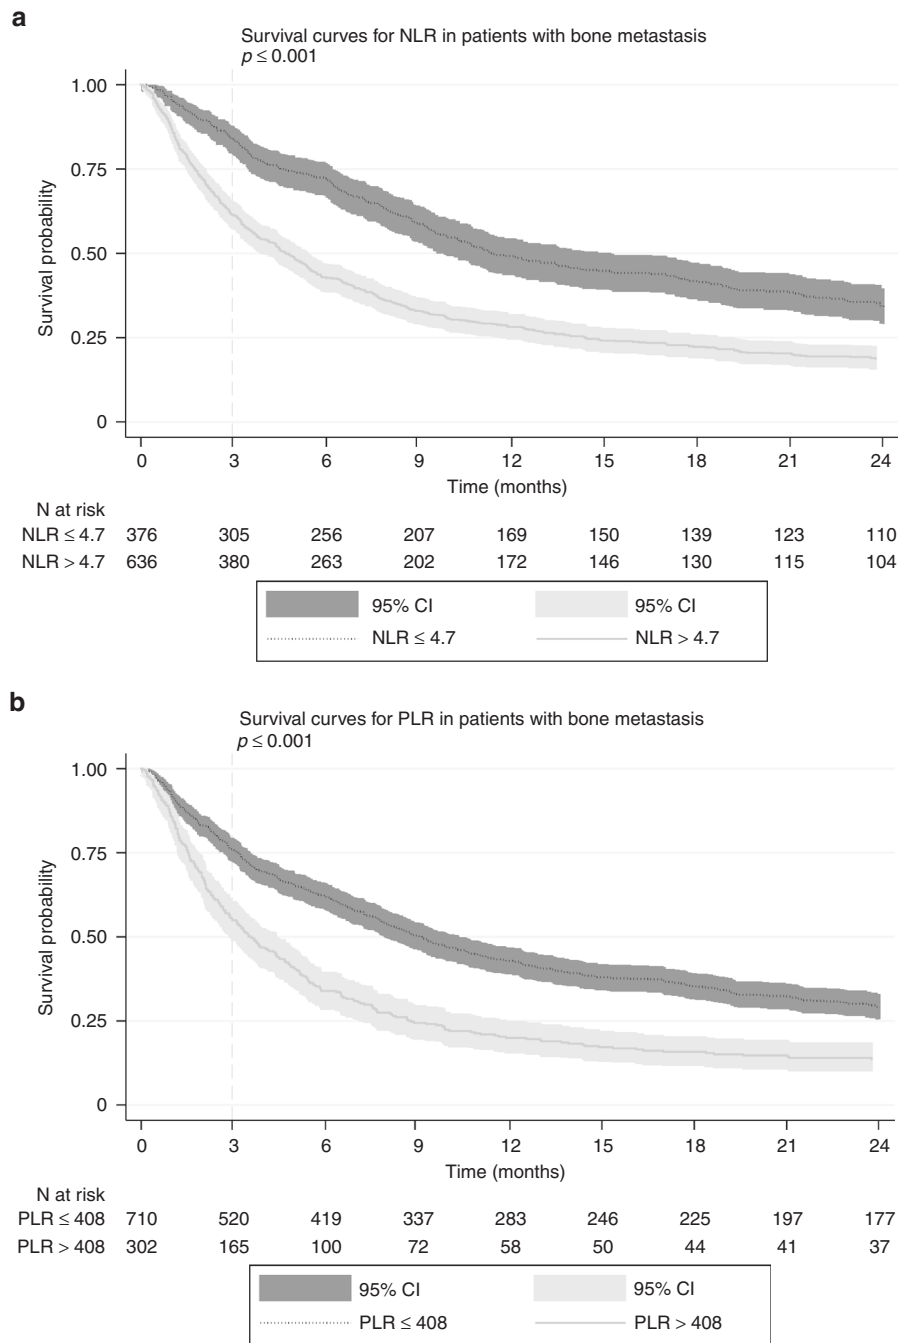 a
Survival curves for NLR in patients with bone metastasis
p ≤ 0.001
1.00
0.75
0.50
0.25
0
Survival probability
0 3 6 9 12 15 18 21 24
Time (months)
N at risk
NLR ≤ 4.7 376 305 256 207 169 150 139 123 110
NLR > 4.7 636 380 263 202 172 146 130 115 104
95% CI 95% CI
NLR ≤ 4.7 NLR > 4.7
b
Survival curves for PLR in patients with bone metastasis
p ≤ 0.001
1.00
0.75
0.50
0.25
0
Survival probability
0 3 6 9 12 15 18 21 24
Time (months)
N at risk
PLR ≤ 408 710 520 419 337 283 246 225 197 177
PLR > 408 302 165 100 72 58 50 44 41 37
95% CI 95% CI
PLR ≤ 408 PLR > 408